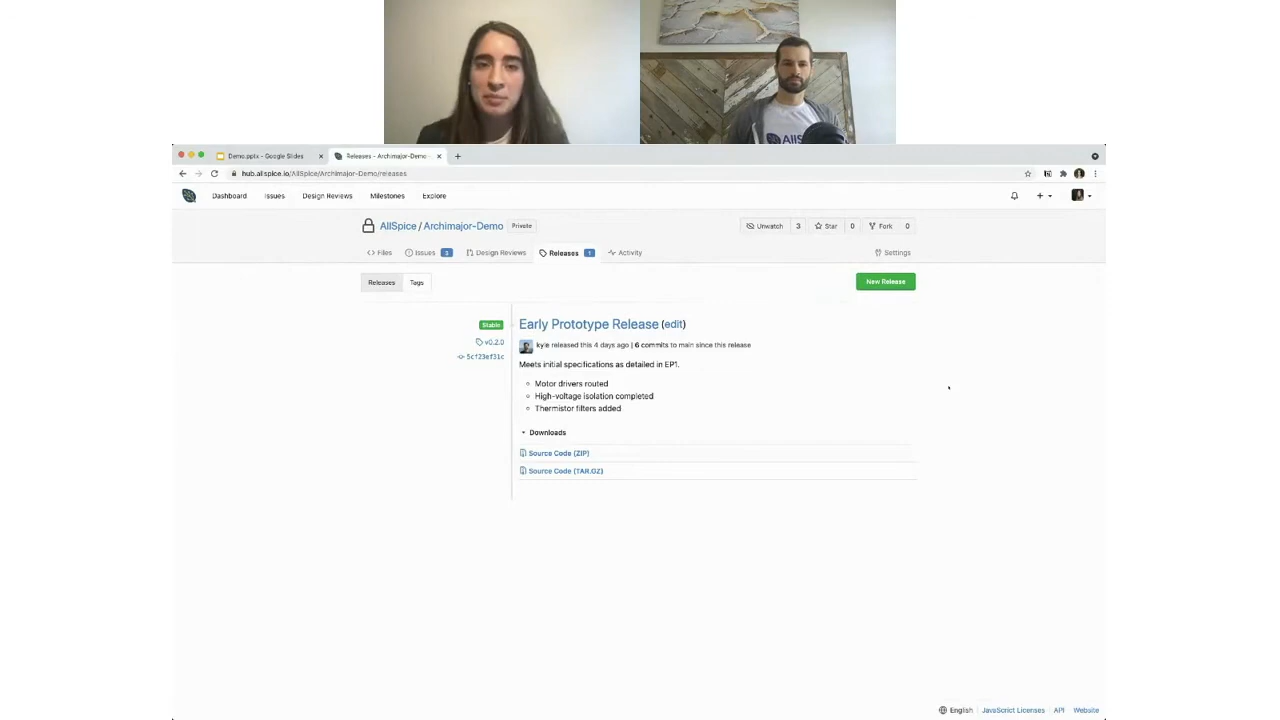 AllS
Demo.pptx - Google Slides
Releases - Archimajor-Demo -
hub.allspice.io/AllSpice/Archimajor-Demo/releases
Dashboard Issues Design Reviews Milestones Explore
AllSpice / Archimajor-Demo Private
Unwatch 3 Star 0 Fork 0
Files Issues 3 Design Reviews Releases 1 Activity Settings
Releases Tags
New Release
Stable
Early Prototype Release (edit)
v0.2.0
kyle released this 4 days ago | 6 commits to main since this release
5cf23ef31c
Meets initial specifications as detailed in EP1.
Motor drivers routed
High-voltage isolation completed
Thermistor filters added
Downloads
Source Code (ZIP)
Source Code (TAR.GZ)
English JavaScript Licenses API Website